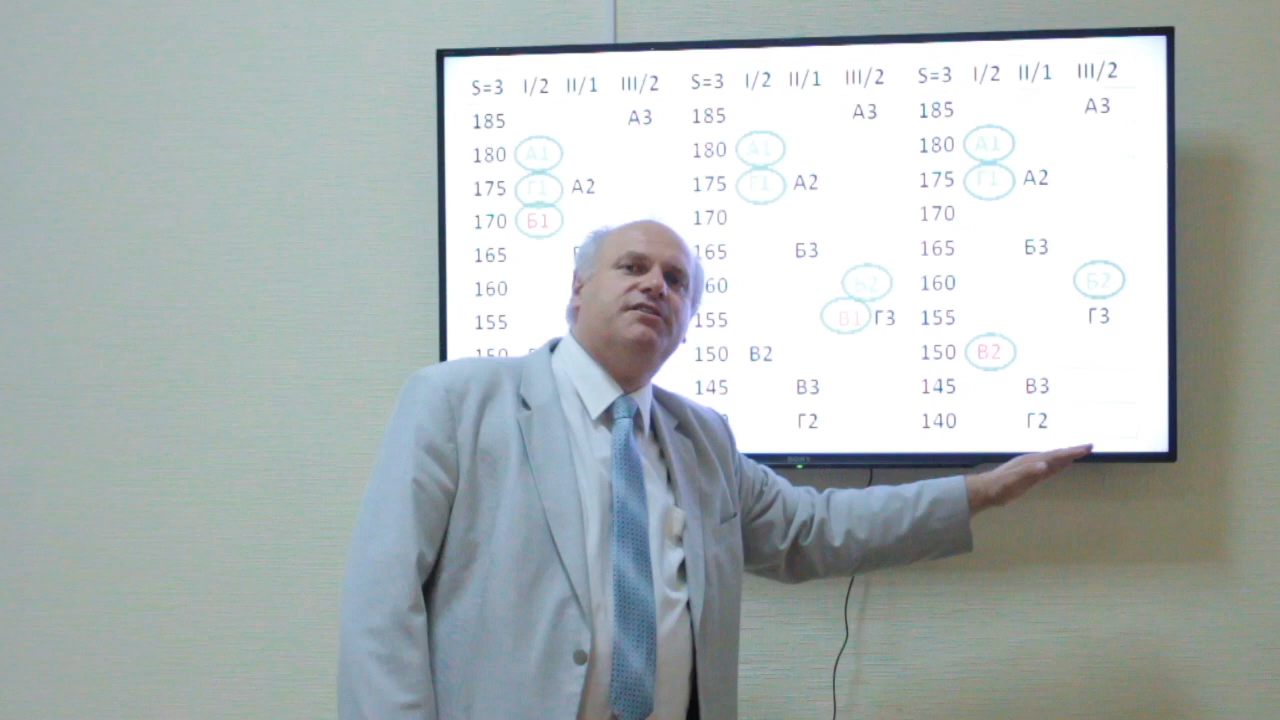 S=3 I/2 II/1 III/2 S=3 I/2 II/1 III/2 S=3 I/2 II/1 III/2
185 А3 185 А3 185 А3
180 А1 180 А1 180 А1
175 Г1 А2 175 Г1 А2 175 Г1 А2
170 Б1 170 170
165 65 Б3 165 Б3
160 60 Б2 160 Б2
155 155 В1 Г3 155 Г3
150 150 В2 150 В2
145 В3 145 В3
Г2 140 Г2
SONY